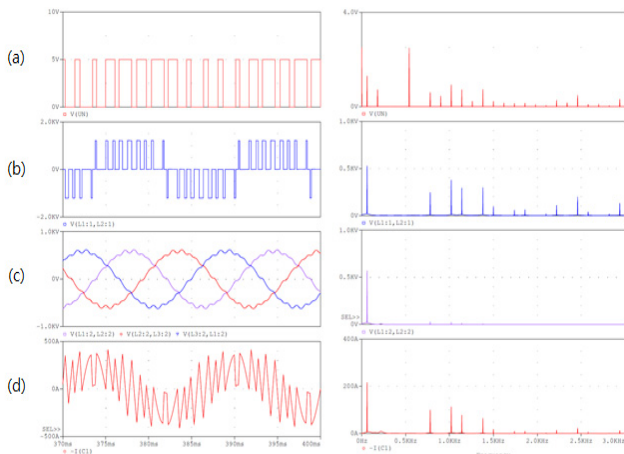 (a)
10V
5V
0V
V(UN)
(b)
2.0KV
0V
-2.0KV
V(L1:1,L2:1)
(c)
1.0KV
0V
-1.0KV
V(L1:2,L2:2) V(L2:2,L3:2) V(L3:2,L1:2)
(d)
500A
0A
SEL>>
-500A
370ms 375ms 380ms 385ms 390ms 395ms 400ms
-I(C1)
0V
V(UN)
1.0KV
0.5KV
0V
V(L1:1,L2:1)
1.0KV
0.5KV
SEL>>
0V
V(L1:2,L2:2)
400A
200A
0A
0Hz 0.5KHz 1.0KHz 1.5KHz 2.0KHz 2.5KHz
-I(C1)